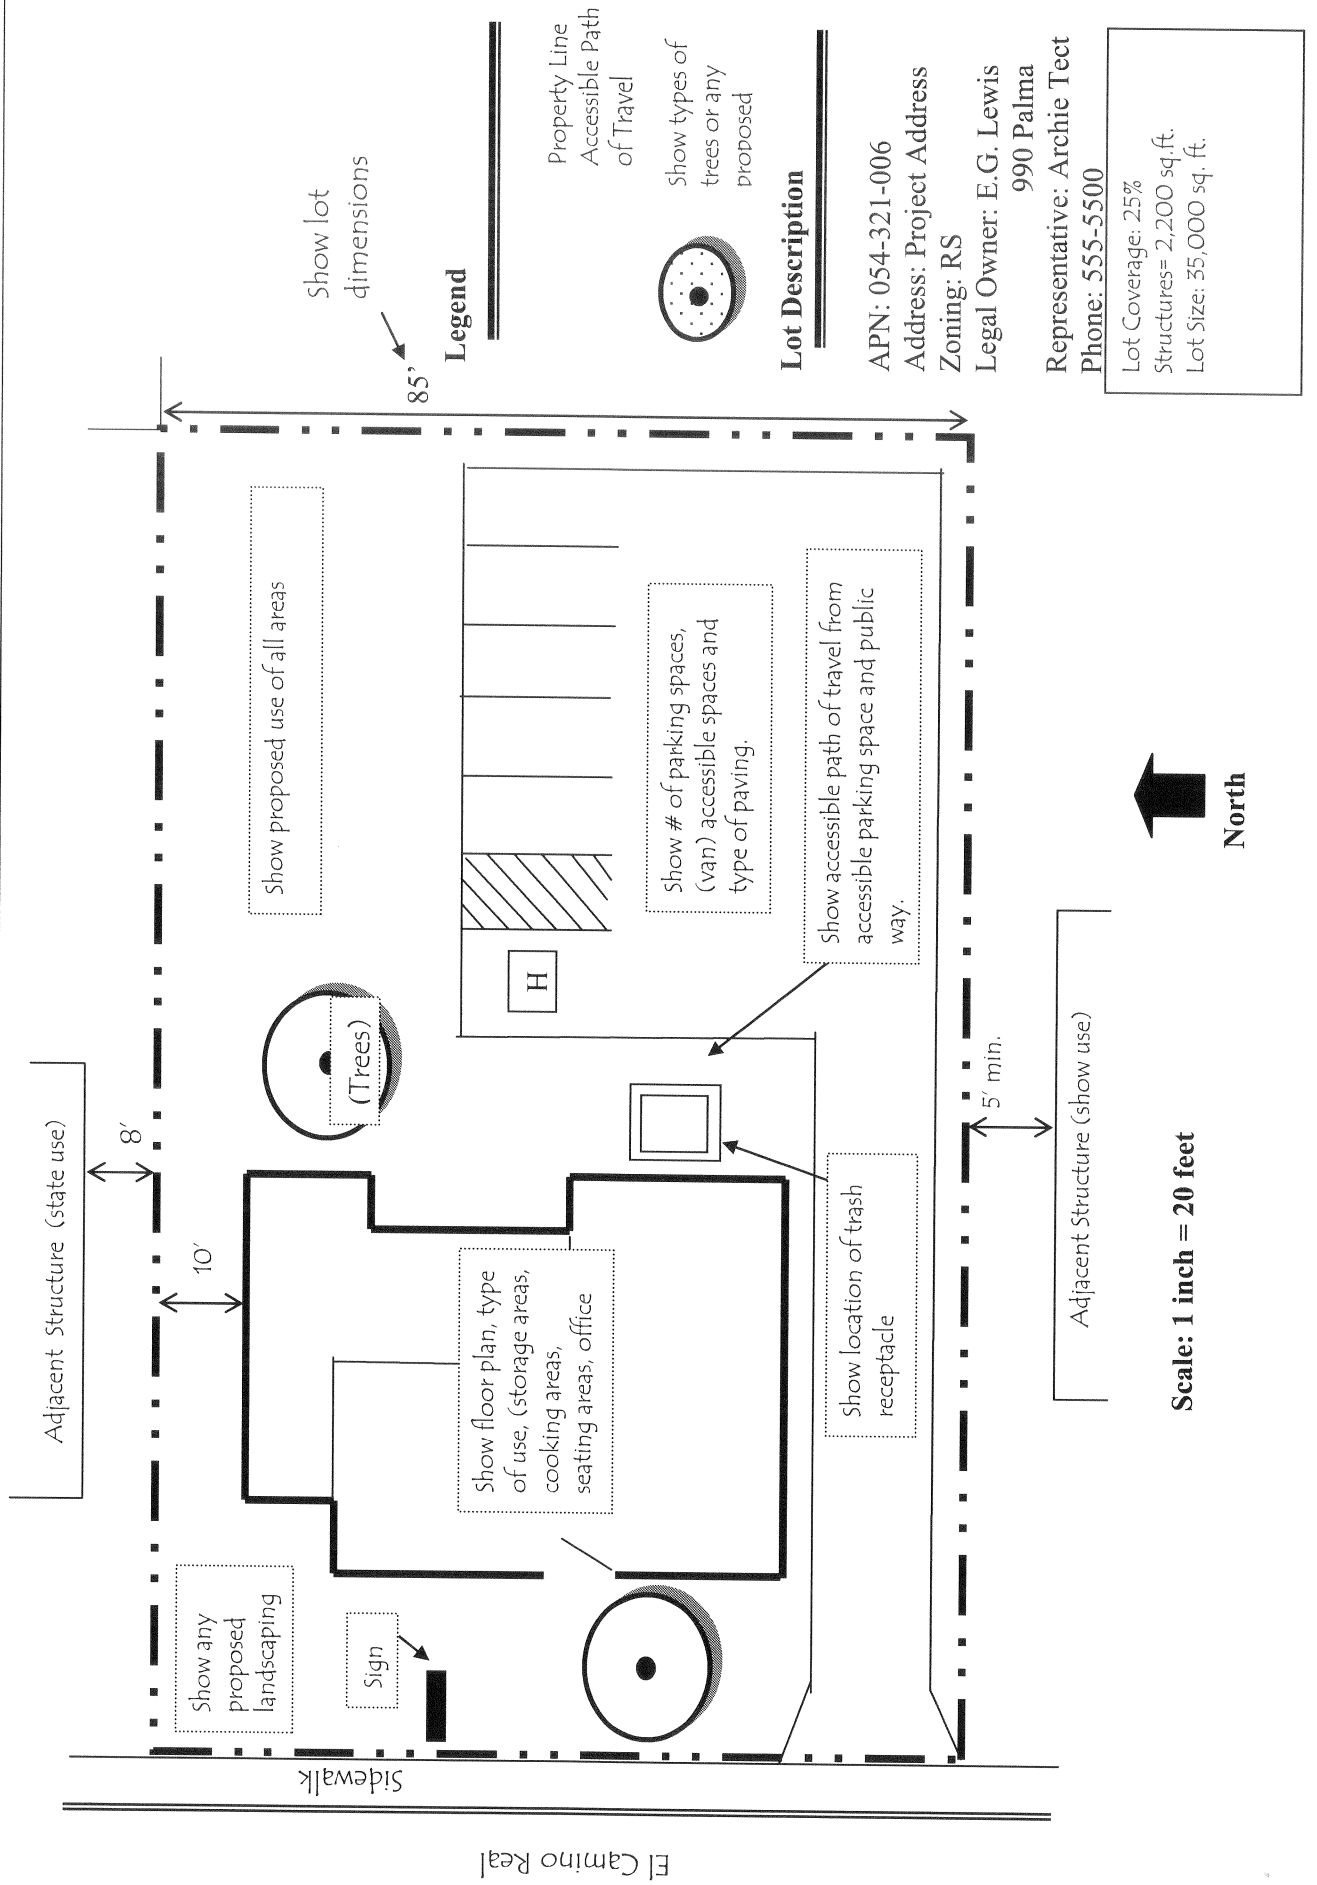 Adjacent Structure (state use)
8'
10'
Show any
proposed
landscaping
Sign
Sidewalk
El Camino Real
Show floor plan, type
of use, (storage areas,
cooking areas,
seating areas, office
(Trees)
Show proposed use of all areas
H
Show # of parking spaces,
(van) accessible spaces and
type of paving.
Show accessible path of travel from
accessible parking space and public
way.
Show location of trash
receptacle
5' min.
Adjacent Structure (show use)
Scale: 1 inch = 20 feet
North
85'
Show lot
dimensions
Legend
Property Line
Accessible Path
of Travel
Show types of
trees or any
proposed
Lot Description
APN: 054-321-006
Address: Project Address
Zoning: RS
Legal Owner: E.G. Lewis
990 Palma
Representative: Archie Tect
Phone: 555-5500
Lot Coverage: 25%
Structures= 2,200 sq.ft.
Lot Size: 35,000 sq. ft.